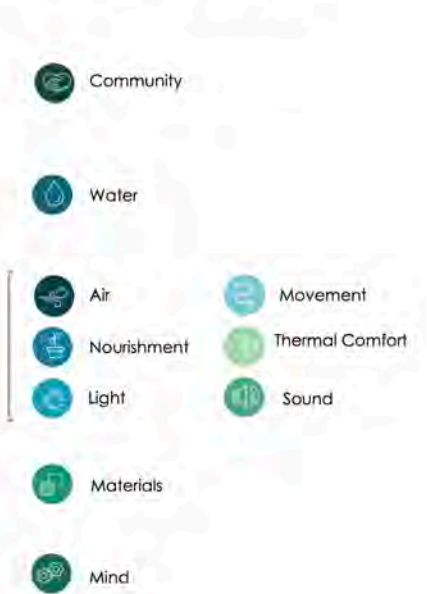 Community
Water
Air
Movement
Nourishment
Thermal Comfort
Light
Sound
Materials
Mind